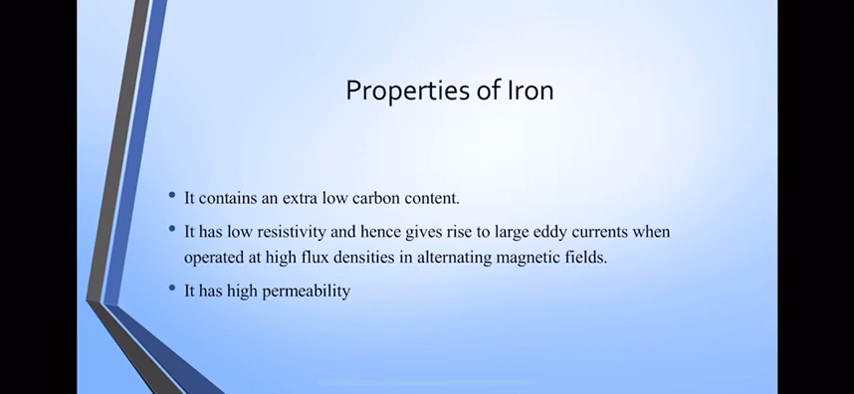 Properties of Iron
• It contains an extra low carbon content.
• It has low resistivity and hence gives rise to large eddy currents when
operated at high flux densities in alternating magnetic fields.
• It has high permeability